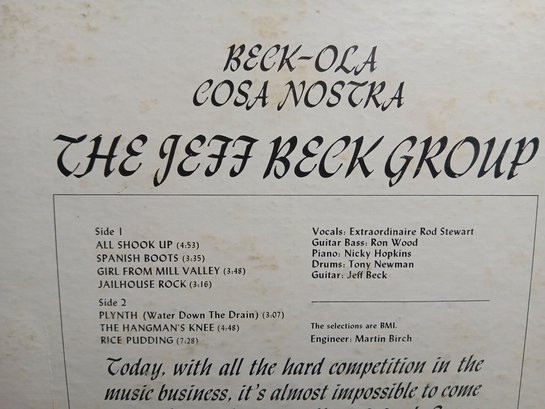 BECK-OLA
COSA NOSTRA
THE JEFF BECK GROUP
Side 1
ALL SHOOK UP (4:53)
SPANISH BOOTS (3:35)
GIRL FROM MILL VALLEY (3:48)
JAILHOUSE ROCK (3:16)
Side 2
PLYNTH (Water Down The Drain) (3:07)
THE HANGMAN'S KNEE (4:48)
RICE PUDDING (7:28)
Vocals: Extraordinaire Rod Stewart
Guitar Bass: Ron Wood
Piano: Nicky Hopkins
Drums: Tony Newman
Guitar: Jeff Beck
The selections are BMI.
Engineer: Martin Birch
Today, with all the hard competition in the
music business, it's almost impossible to come